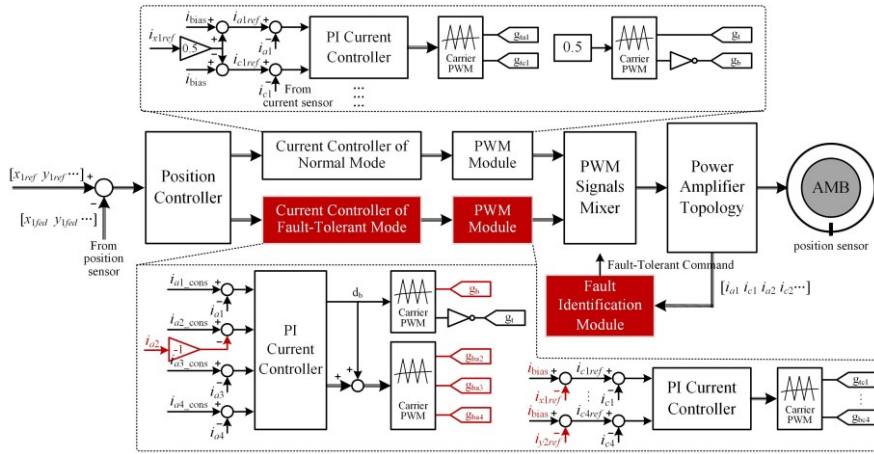 i_bias
i_a1ref
i_x1ref
0.5
i_a1
i_bias
i_c1ref
i_c1
From
current sensor
PI Current
Controller
Carrier
PWM
g_ta1
g_tc1
0.5
Carrier
PWM
g_t
g_b
[x_1ref y_1ref ···]
[x_1fed y_1fed ···]
From
position
sensor
Position
Controller
Current Controller of
Normal Mode
PWM
Module
Current Controller of
Fault-Tolerant Mode
PWM
Module
PWM
Signals
Mixer
Power
Amplifier
Topology
AMB
position sensor
Fault-Tolerant Command
Fault
Identification
Module
[i_a1 i_c1 i_a2 i_c2 ···]
i_a1_cons
i_a1
i_a2_cons
i_a2
-1
i_a3_cons
i_a3
i_a4_cons
i_a4
PI
Current
Controller
d_b
Carrier
PWM
g_b
g_t
Carrier
PWM
g_ba2
g_ba3
g_ba4
i_bias
i_c1ref
i_x1ref
i_c1
i_bias
i_c4ref
i_y2ref
i_c4
PI Current
Controller
Carrier
PWM
g_tc1
g_bc4